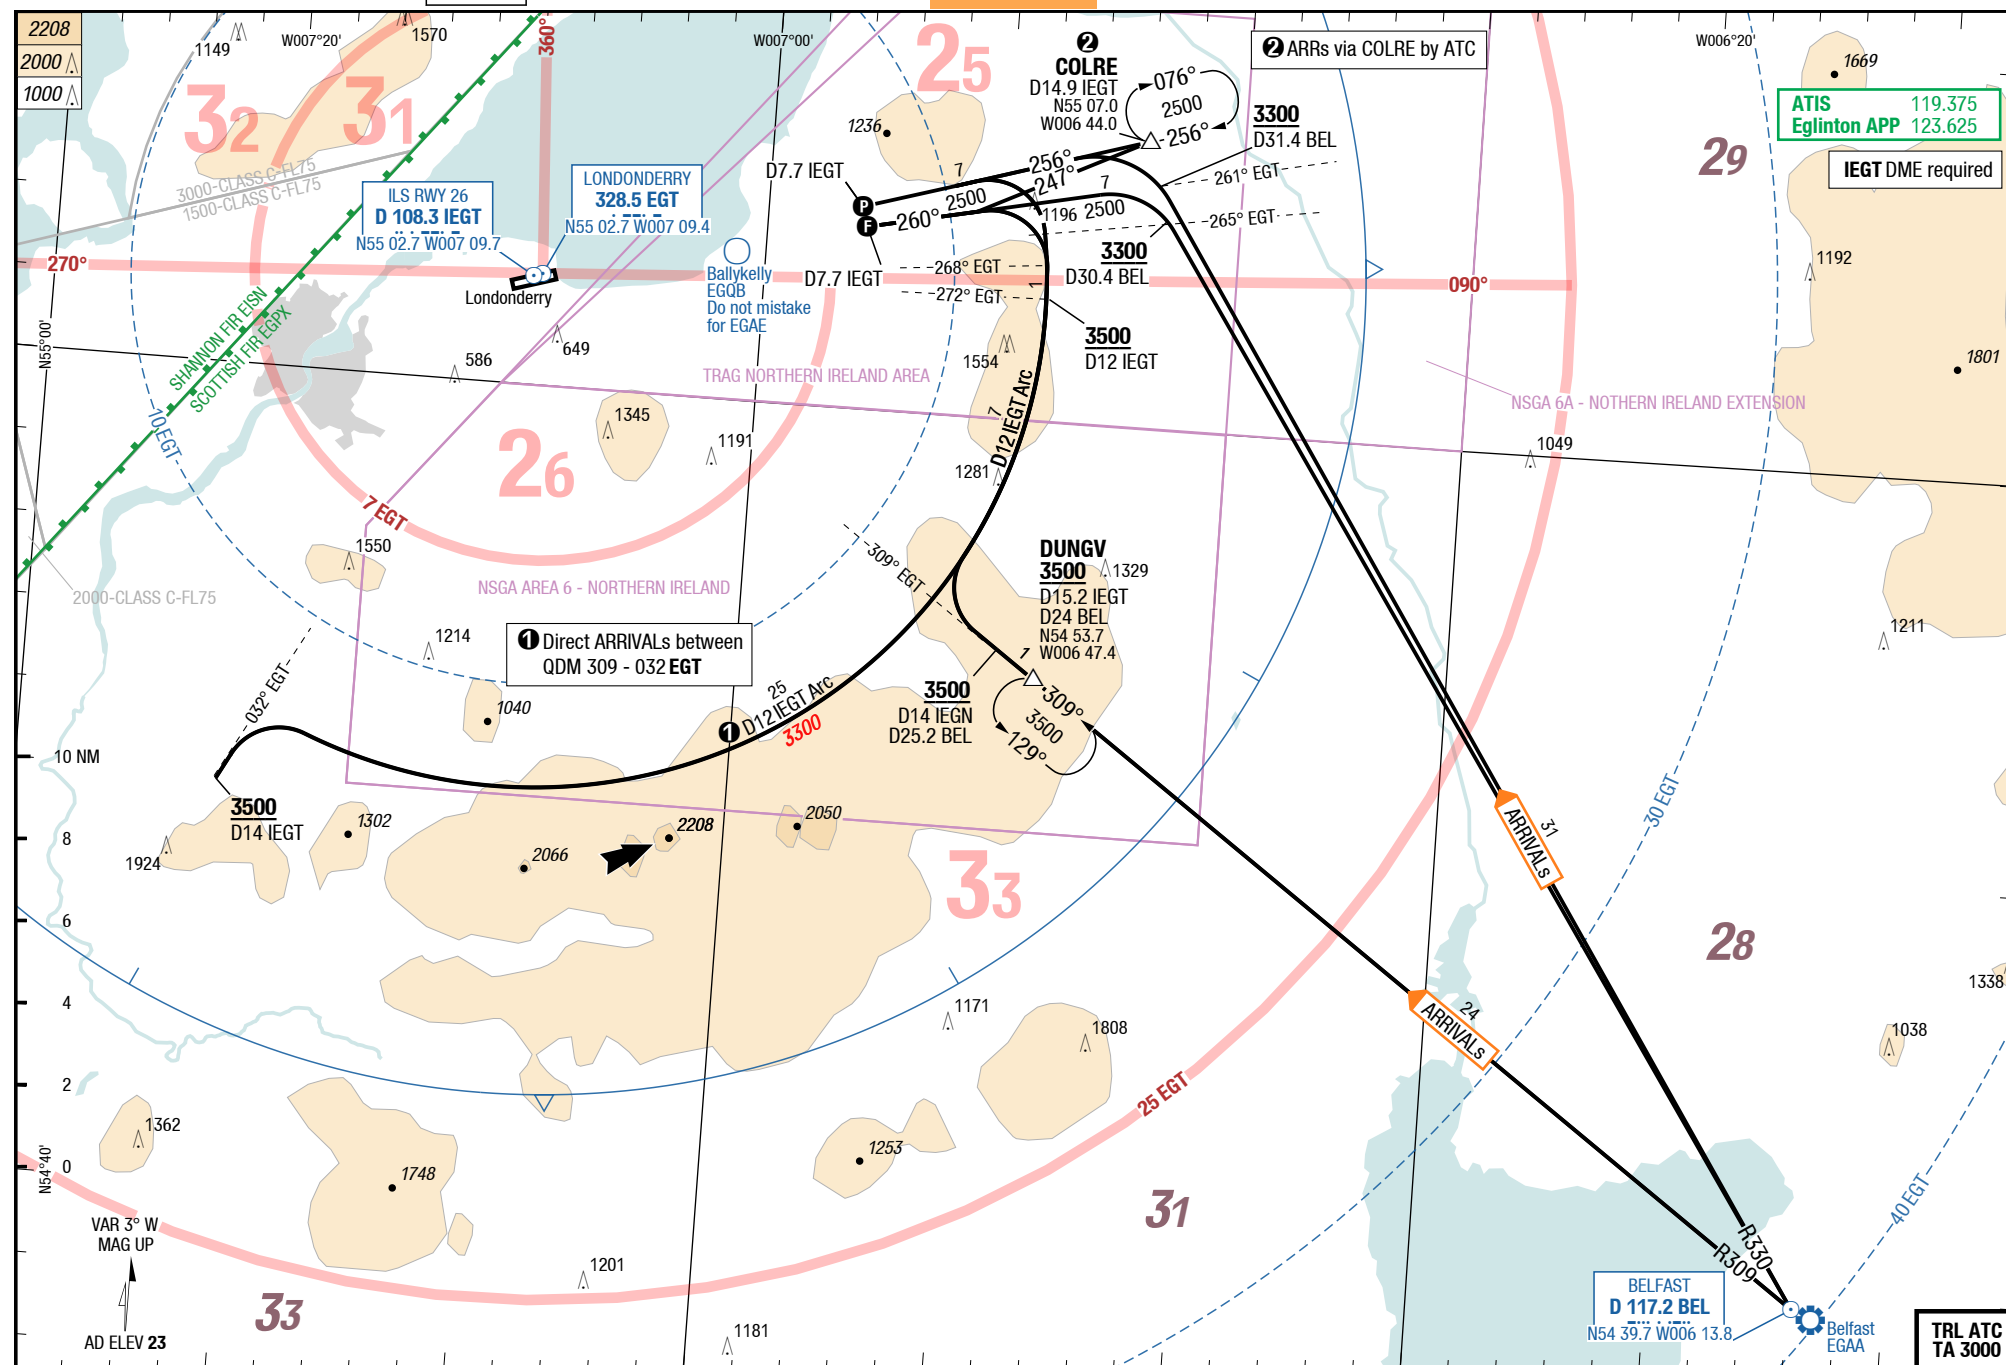 2208
2000
1000
1149
W007°20'
1570
360°
W007°00'
25
2
COLRE
D14.9 IEGT
N55 07.0
W006 44.0
076°
2500
256°
2 ARRs via COLRE by ATC
W006°20'
1669
ATIS 119.375
Eglinton APP 123.625
IEGT DME required
29
32
31
3000-CLASS C-FL75
1500-CLASS C-FL75
ILS RWY 26
D 108.3 IEGT
N55 02.7 W007 09.7
LONDONDERRY
328.5 EGT
N55 02.7 W007 09.4
1236
D7.7 IEGT
P
F
7
256°
247°
2500
260°
7
1196 2500
3300
D31.4 BEL
261° EGT
265° EGT
3300
D30.4 BEL
D7.7 IEGT
268° EGT
272° EGT
1
270°
090°
1192
Londonderry
Ballykelly
EGQB
Do not mistake
for EGAE
SHANNON FIR EISN
SCOTTISH FIR EGPX
N55°00'
649
586
1554
3500
D12 IEGT
1801
TRAG NORTHERN IRELAND AREA
NSGA 6A - NOTHERN IRELAND EXTENSION
10 EGT
1345
1191
7
D12 IEGT Arc
1281
1049
26
7 EGT
1550
309° EGT
DUNGV
3500
D15.2 IEGT
D24 BEL
N54 53.7
W006 47.4
1329
2000-CLASS C-FL75
NSGA AREA 6 - NORTHERN IRELAND
1214
1 Direct ARRIVALs between
QDM 309 - 032 EGT
1211
032° EGT
1040
25
1 D12 IEGT Arc
3300
1
3500
D14 IEGN
D25.2 BEL
309°
3500
129°
10 NM
3500
D14 IEGT
1302
2050
2208
2066
1924
8
31
ARRIVALs
30 EGT
33
6
28
4
1171
24
ARRIVALs
1338
1808
1038
2
25 EGT
1362
1253
N54°40'
0
1748
31
40 EGT
VAR 3° W
MAG UP
R330
R309
1201
BELFAST
D 117.2 BEL
N54 39.7 W006 13.8
33
1181
Belfast
EGAA
AD ELEV 23
TRL ATC
TA 3000